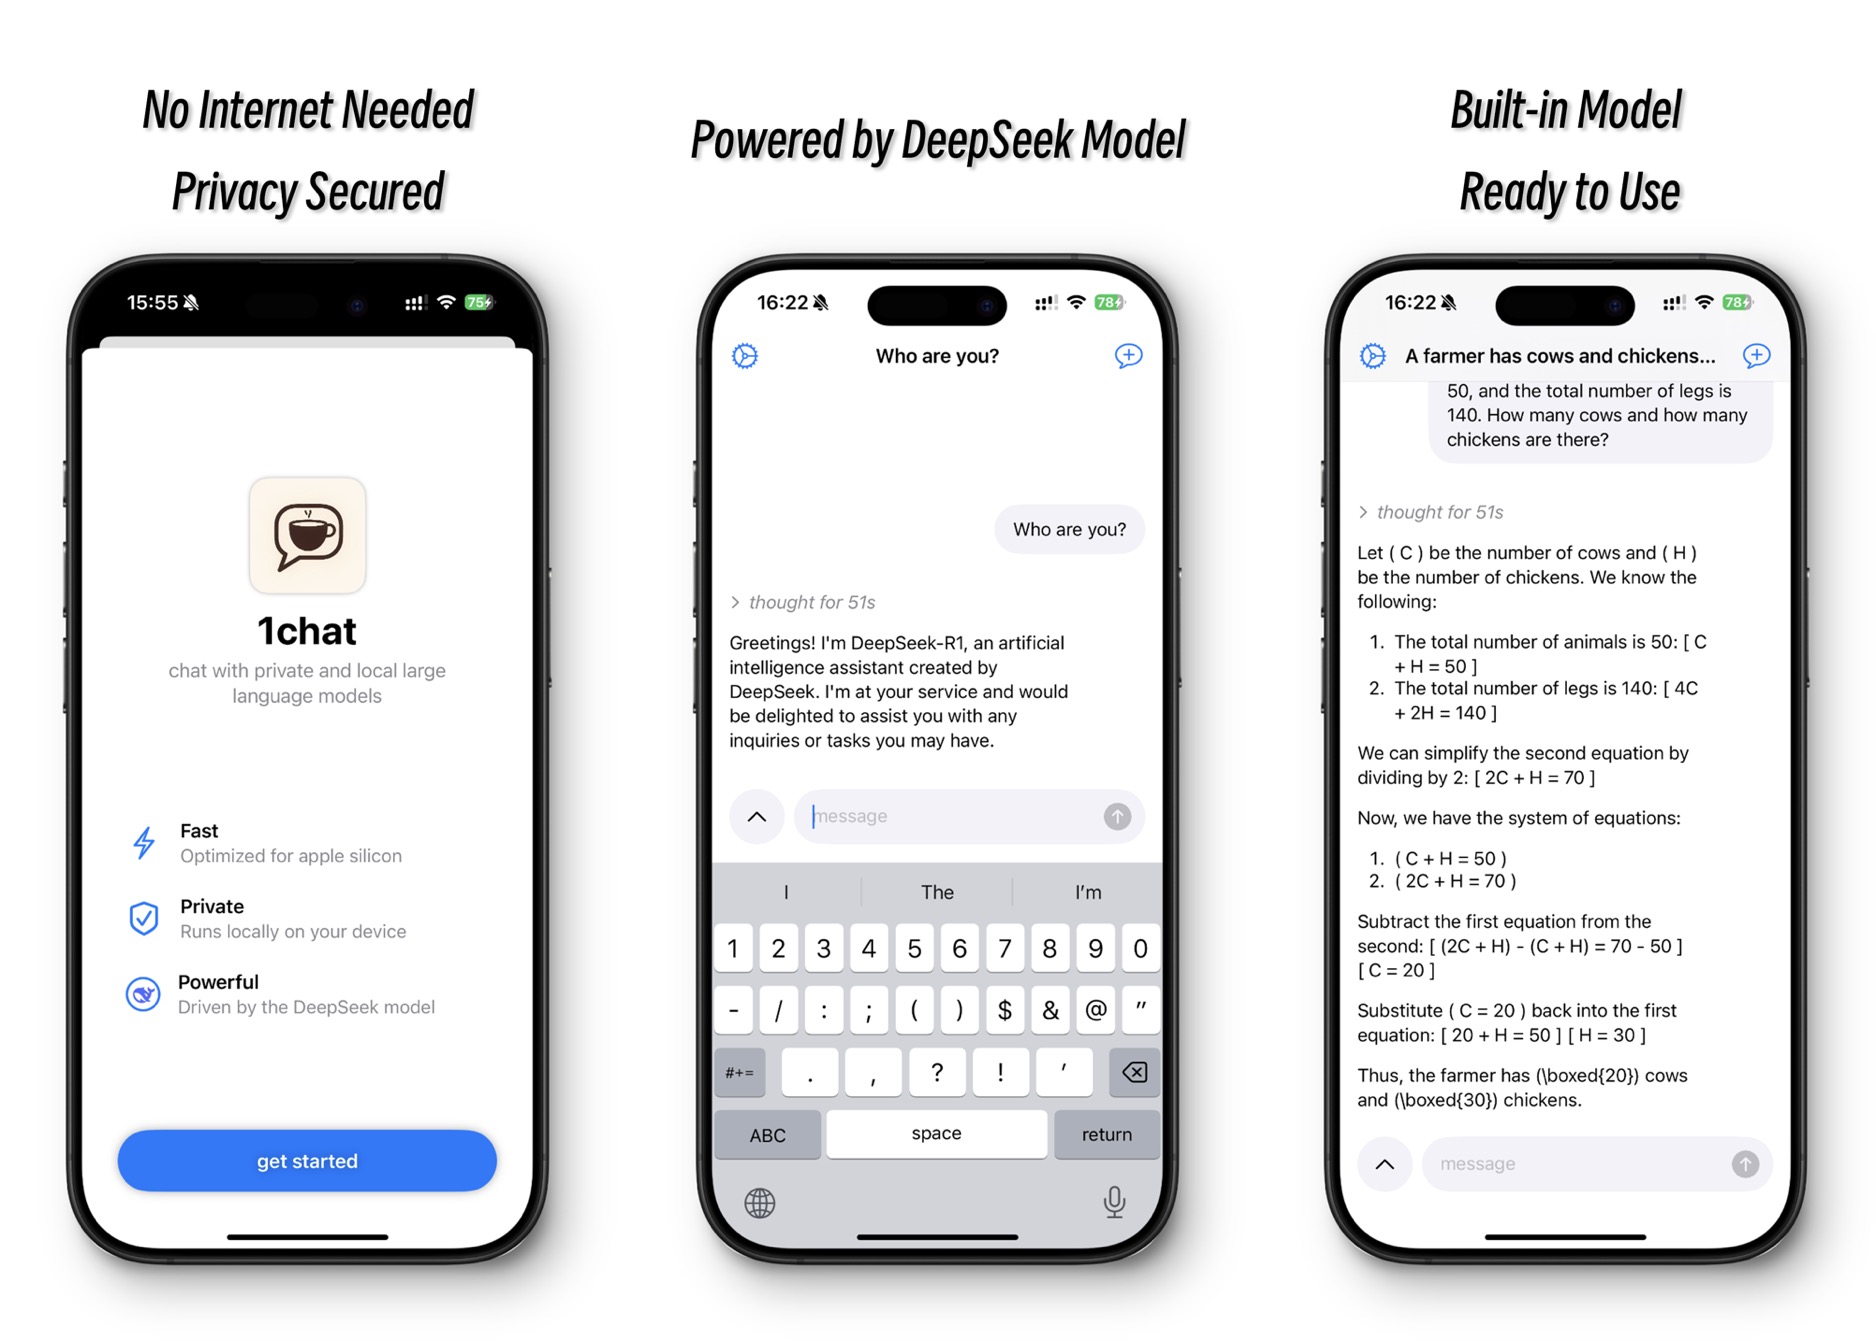 No Internet Needed
Privacy Secured
15:55
75
1chat
chat with private and local large
language models
Fast
Optimized for apple silicon
Private
Runs locally on your device
Powerful
Driven by the DeepSeek model
get started
Powered by DeepSeek Model
16:22
78
Who are you?
Who are you?
> thought for 51s
Greetings! I'm DeepSeek-R1, an artificial
intelligence assistant created by
DeepSeek. I'm at your service and would
be delighted to assist you with any
inquiries or tasks you may have.
message
I The I'm
1 2 3 4 5 6 7 8 9 0
- / : ; ( ) $ & @ "
#+= . , ? ! '
ABC space return
Built-in Model
Ready to Use
16:22
78
A farmer has cows and chickens...
50, and the total number of legs is
140. How many cows and how many
chickens are there?
> thought for 51s
Let ( C ) be the number of cows and ( H )
be the number of chickens. We know the
following:
1. The total number of animals is 50: [ C
+ H = 50 ]
2. The total number of legs is 140: [ 4C
+ 2H = 140 ]
We can simplify the second equation by
dividing by 2: [ 2C + H = 70 ]
Now, we have the system of equations:
1. ( C + H = 50 )
2. ( 2C + H = 70 )
Subtract the first equation from the
second: [ (2C + H) - (C + H) = 70 - 50 ]
[ C = 20 ]
Substitute ( C = 20 ) back into the first
equation: [ 20 + H = 50 ] [ H = 30 ]
Thus, the farmer has (\boxed{20}) cows
and (\boxed{30}) chickens.
message